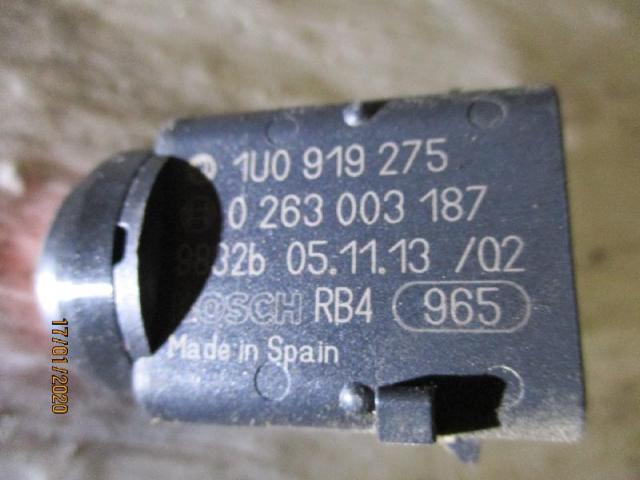 1U0 919 275
0 263 003 187
9832b 05.11.13 /Q2
BOSCH RB4 965
Made in Spain
17/01/2020